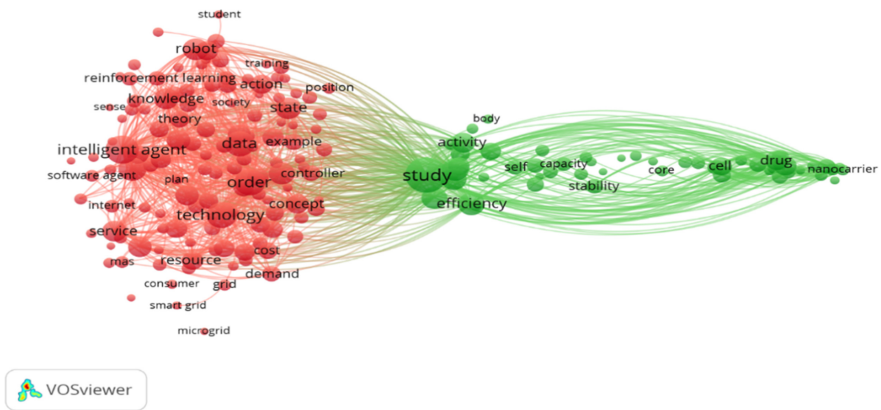 student
robot
training
reinforcement learning
action
position
knowledge
society
sense
state
theory
body
data
example
activity
intelligent agent
self
capacity
drug
software agent
plan
controller
study
core
cell
nanocarrier
order
stability
internet
concept
efficiency
technology
service
cost
mas
resource
demand
consumer
grid
smart grid
microgrid
VOSviewer